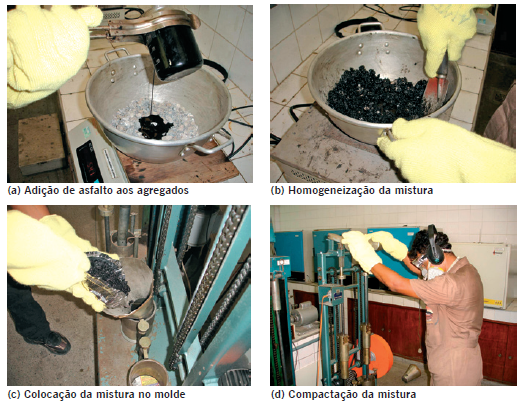 (a) Adição de asfalto aos agregados
(b) Homogeneização da mistura
(c) Colocação da mistura no molde
(d) Compactação da mistura